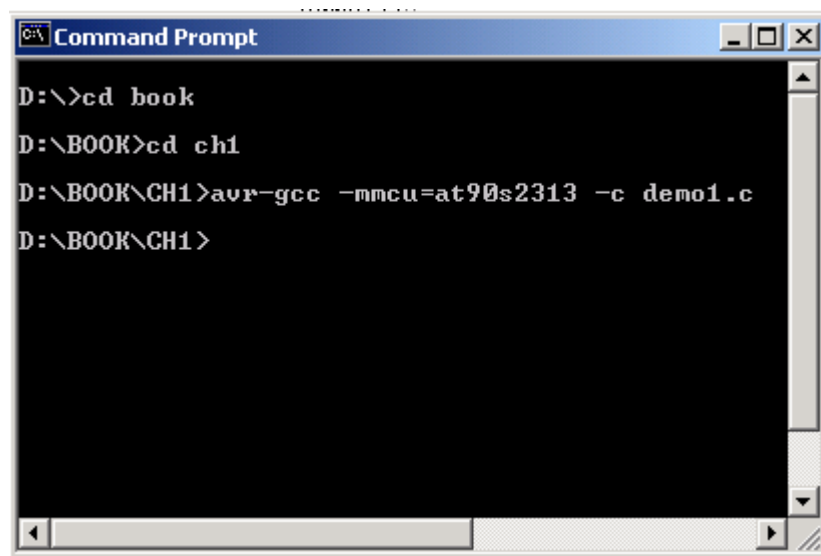 Command Prompt
D:\>cd book
D:\BOOK>cd ch1
D:\BOOK\CH1>avr-gcc -mmcu=at90s2313 -c demo1.c
D:\BOOK\CH1>